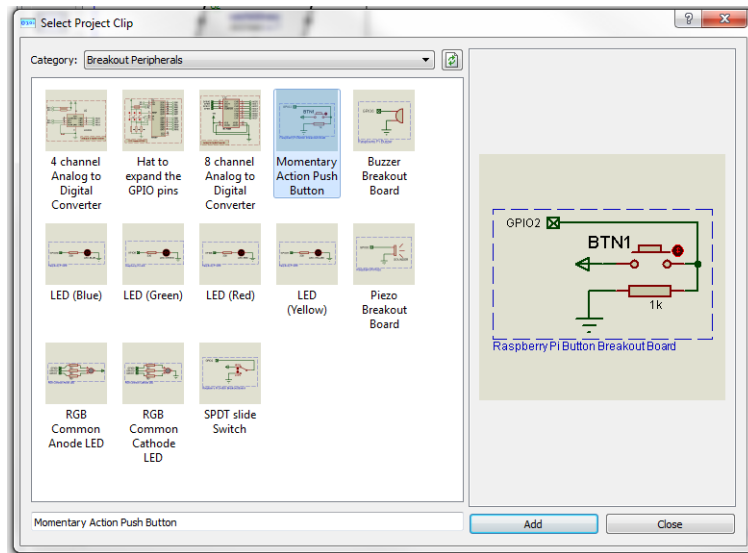 Select Project Clip
Category: Breakout Peripherals
4 channel
Analog to
Digital
Converter
Hat to
expand the
GPIO pins
8 channel
Analog to
Digital
Converter
Momentary
Action Push
Button
Buzzer
Breakout
Board
LED (Blue)
LED (Green)
LED (Red)
LED
(Yellow)
Piezo
Breakout
Board
RGB
Common
Anode LED
RGB
Common
Cathode
LED
SPDT slide
Switch
GPIO2
BTN1
1k
Raspberry Pi Button Breakout Board
Momentary Action Push Button
Add
Close